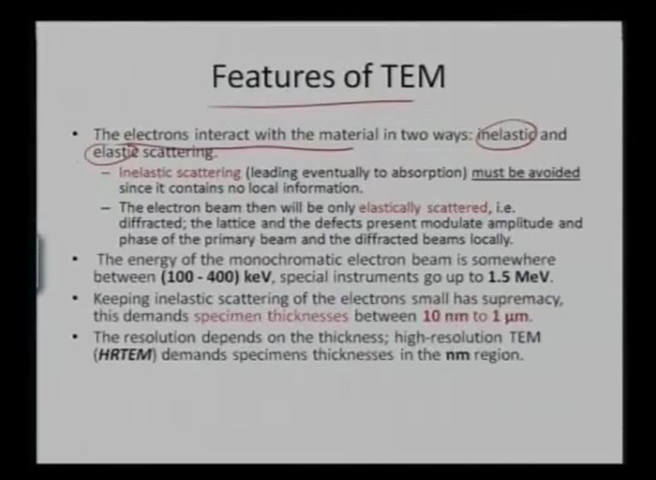 Features of TEM
• The electrons interact with the material in two ways: inelastic and
elastic scattering.
– Inelastic scattering (leading eventually to absorption) must be avoided
since it contains no local information.
– The electron beam then will be only elastically scattered, i.e.
diffracted; the lattice and the defects present modulate amplitude and
phase of the primary beam and the diffracted beams locally.
• The energy of the monochromatic electron beam is somewhere
between (100 - 400) keV, special instruments go up to 1.5 MeV.
• Keeping inelastic scattering of the electrons small has supremacy,
this demands specimen thicknesses between 10 nm to 1 µm.
• The resolution depends on the thickness; high-resolution TEM
(HRTEM) demands specimens thicknesses in the nm region.